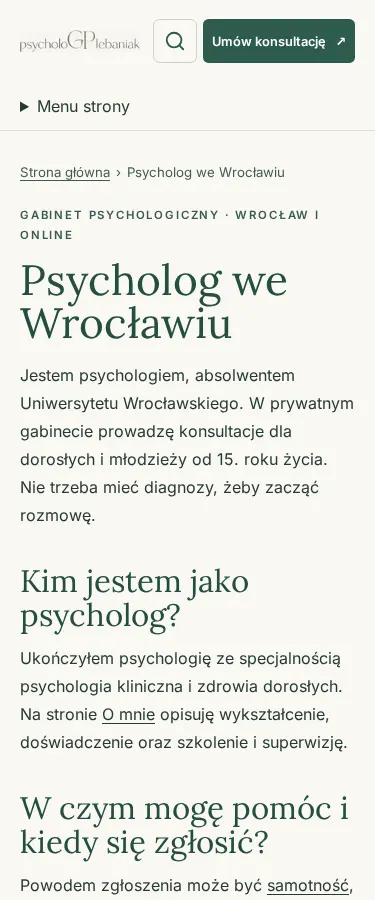 psycholoGPlebaniak
Umów konsultację ↗
▶ Menu strony
Strona główna › Psycholog we Wrocławiu
GABINET PSYCHOLOGICZNY · WROCŁAW I
ONLINE
Psycholog we
Wrocławiu
Jestem psychologiem, absolwentem
Uniwersytetu Wrocławskiego. W prywatnym
gabinecie prowadzę konsultacje dla
dorosłych i młodzieży od 15. roku życia.
Nie trzeba mieć diagnozy, żeby zacząć
rozmowę.
Kim jestem jako
psycholog?
Ukończyłem psychologię ze specjalnością
psychologia kliniczna i zdrowia dorosłych.
Na stronie O mnie opisuję wykształcenie,
doświadczenie oraz szkolenie i superwizję.
W czym mogę pomóc i
kiedy się zgłosić?
Powodem zgłoszenia może być samotność,